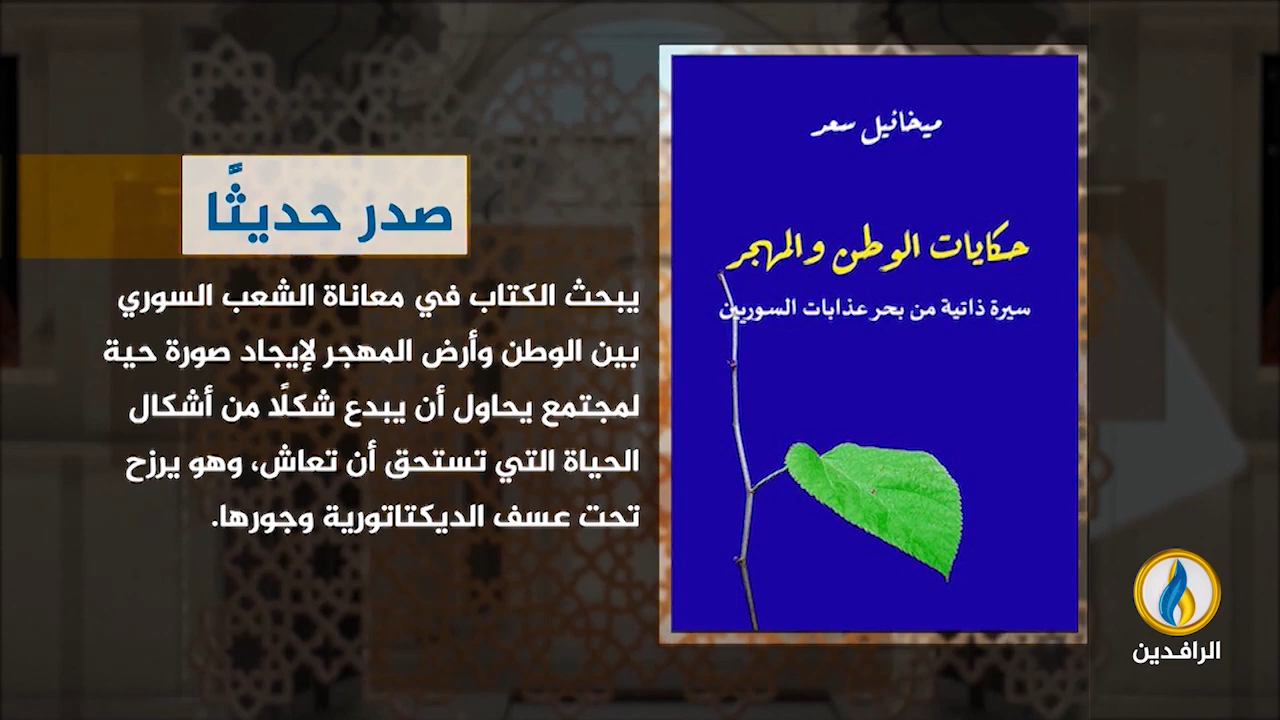 صدر حديثًا
يبحث الكتاب في معاناة الشعب السوري
بين الوطن وأرض المهجر لإيجاد صورة حية
لمجتمع يحاول أن يبدع شكلًا من أشكال
الحياة التي تستحق أن تعاش، وهو يرزح
تحت عسف الديكتاتورية وجورها.
ميخائيل سعد
حكايات الوطن والمهجر
سيرة ذاتية من بحر عذابات السوريين
الرافدين